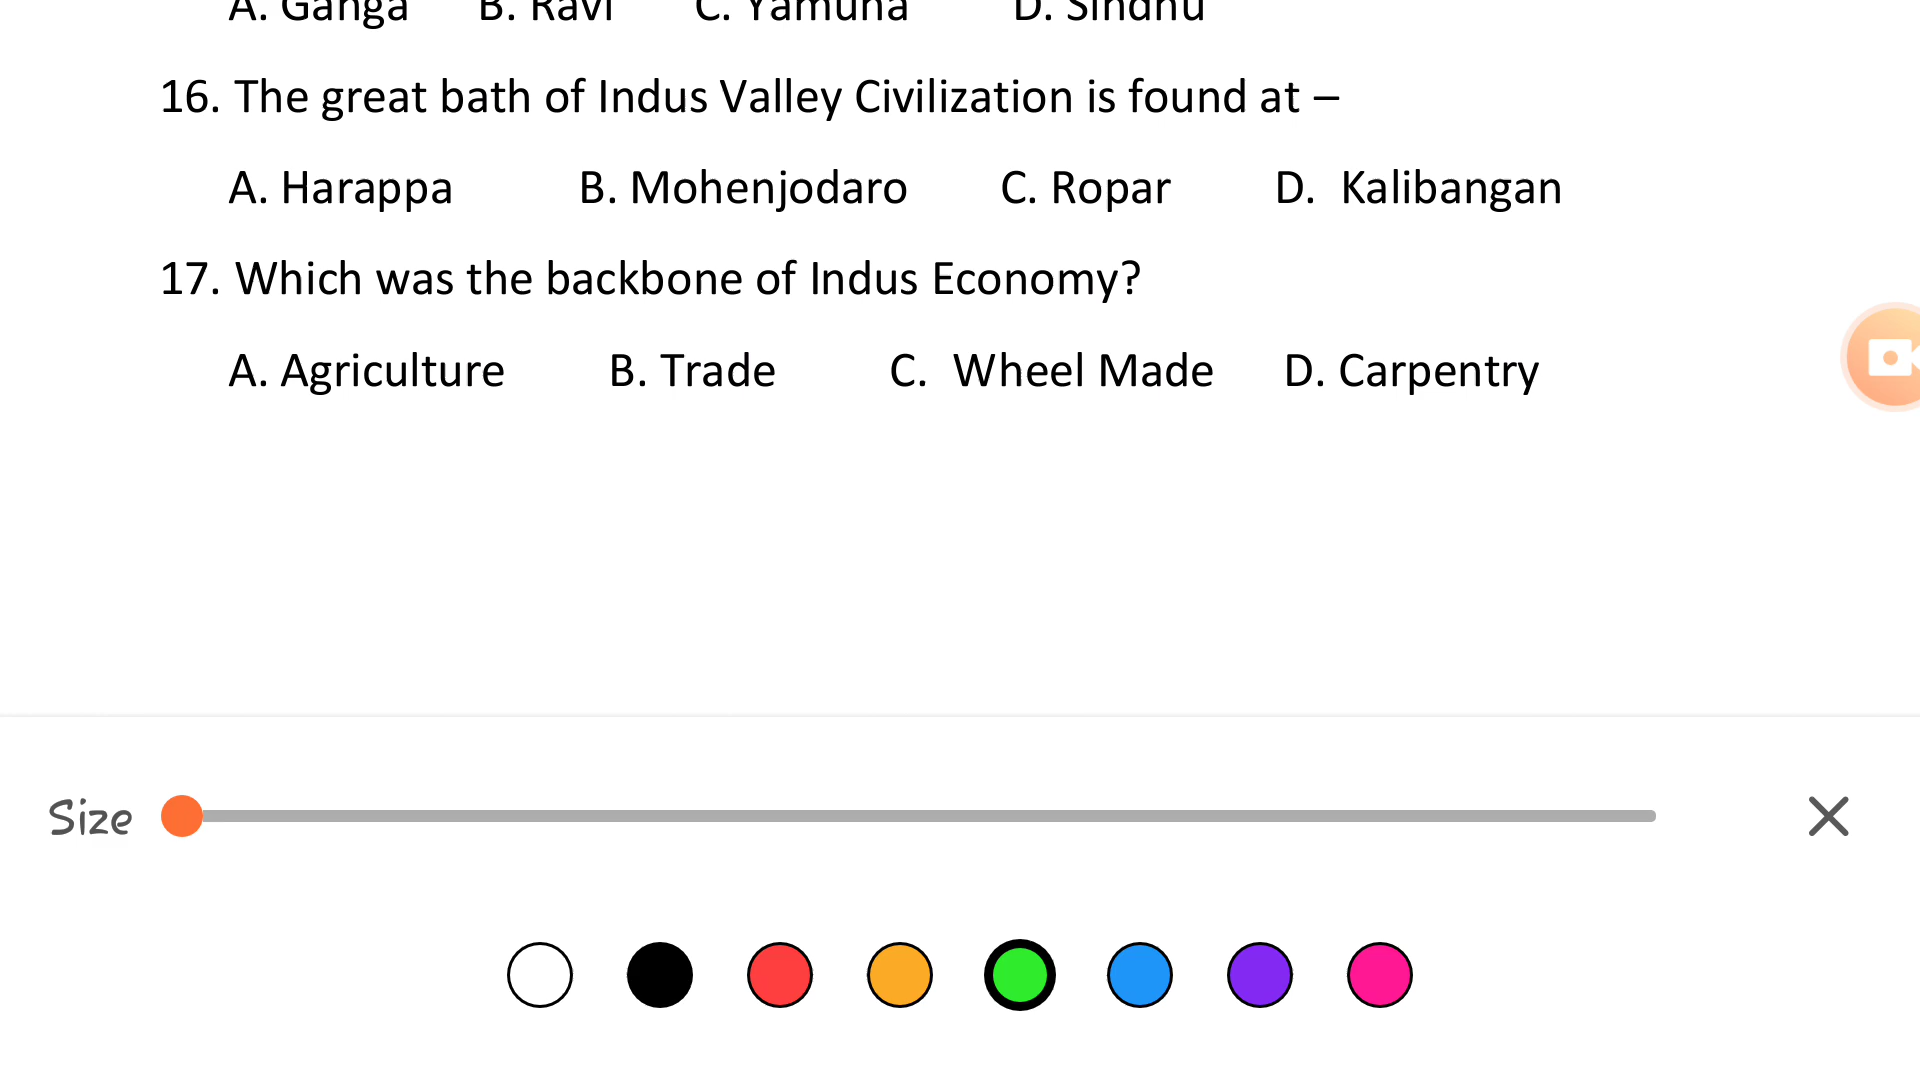 A. Ganga B. Ravi C. Yamuna D. Sindhu
16. The great bath of Indus Valley Civilization is found at –
A. Harappa B. Mohenjodaro C. Ropar D. Kalibangan
17. Which was the backbone of Indus Economy?
A. Agriculture B. Trade C. Wheel Made D. Carpentry
Size